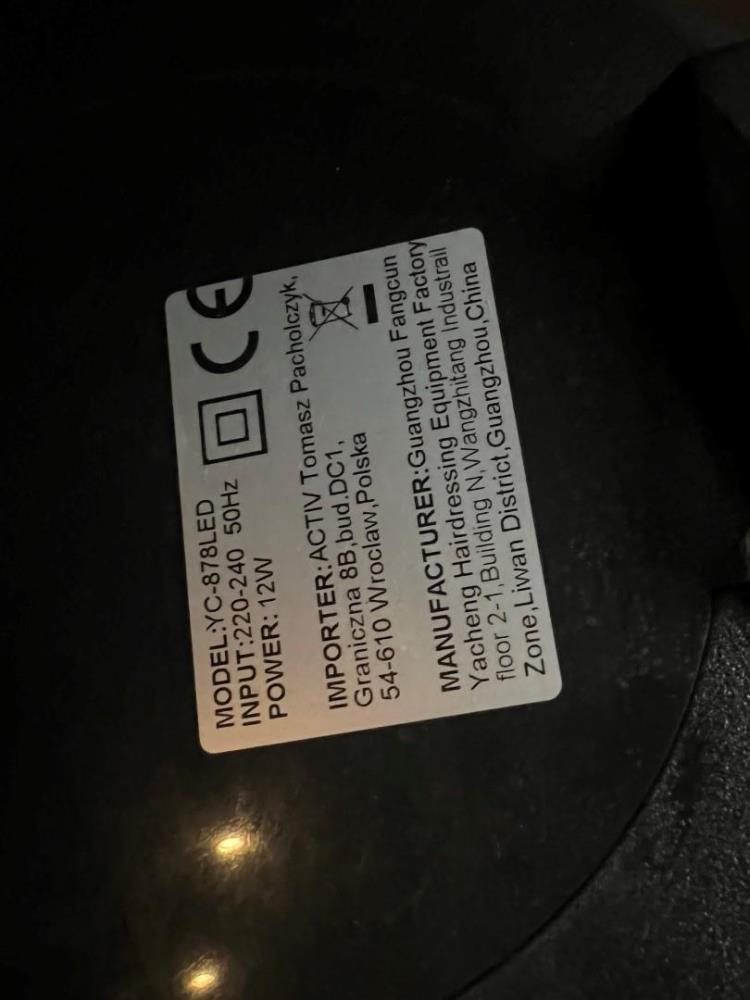 MODEL:YC-878LED
INPUT:220-240 50Hz
POWER: 12W
CE
IMPORTER:ACTIV Tomasz Pacholczyk,
Graniczna 8B,bud.DC1,
54-610 Wroclaw,Polska
MANUFACTURER:Guangzhou Fangcun
Yacheng Hairdressing Equipment Factory
floor 2-1,Building N,Wangzhitang Industrail
Zone,Liwan District,Guangzhou,China